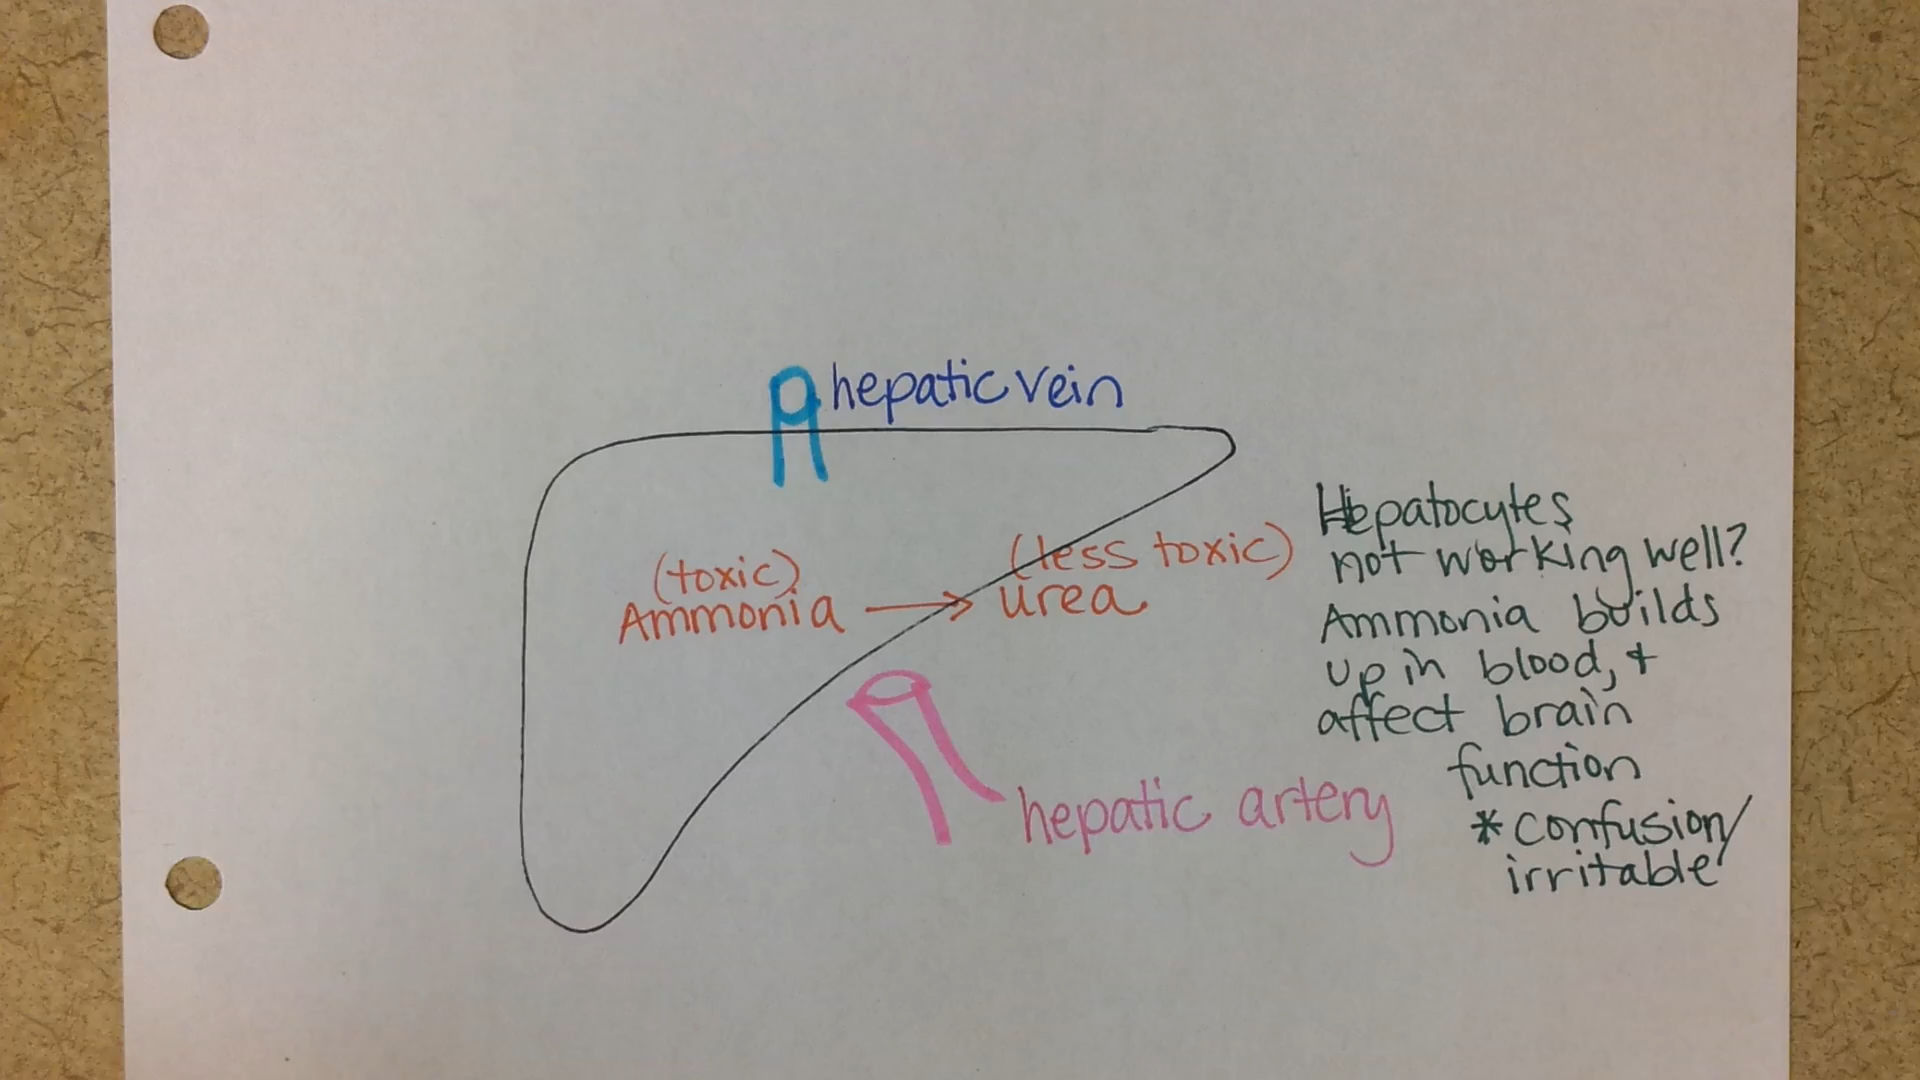 hepatic vein
(toxic)
Ammonia → urea
(less toxic)
hepatic artery
Hepatocytes
not working well?
Ammonia builds
up in blood, +
affect brain
function
* confusion/
irritable